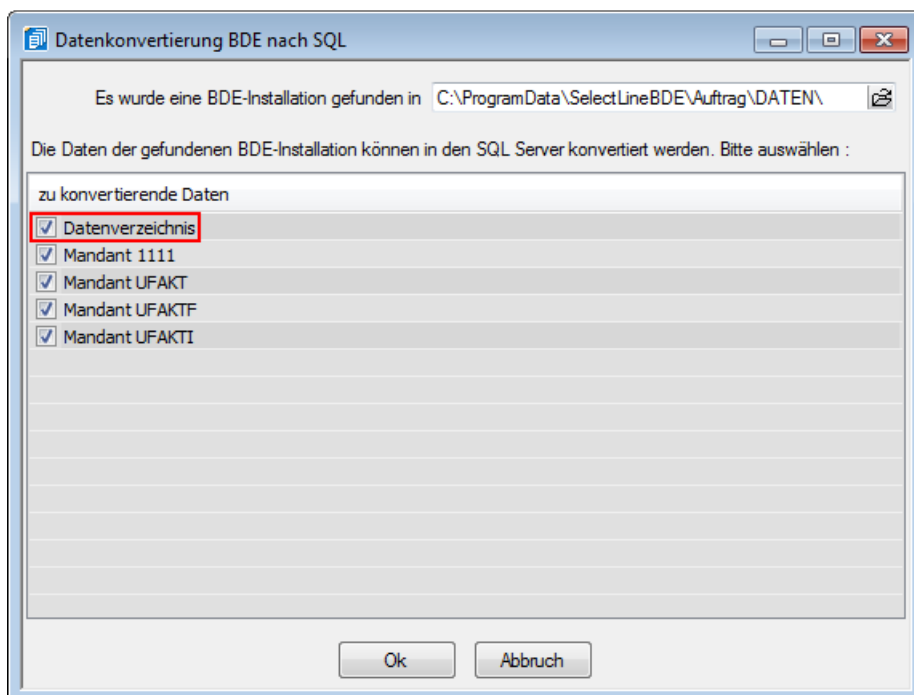 Datenkonvertierung BDE nach SQL
Es wurde eine BDE-Installation gefunden in C:\ProgramData\SelectLineBDE\Auftrag\DATEN\
Die Daten der gefundenen BDE-Installation können in den SQL Server konvertiert werden. Bitte auswählen :
zu konvertierende Daten
Datenverzeichnis
Mandant 1111
Mandant UFAKT
Mandant UFAKTF
Mandant UFAKTI
Ok Abbruch